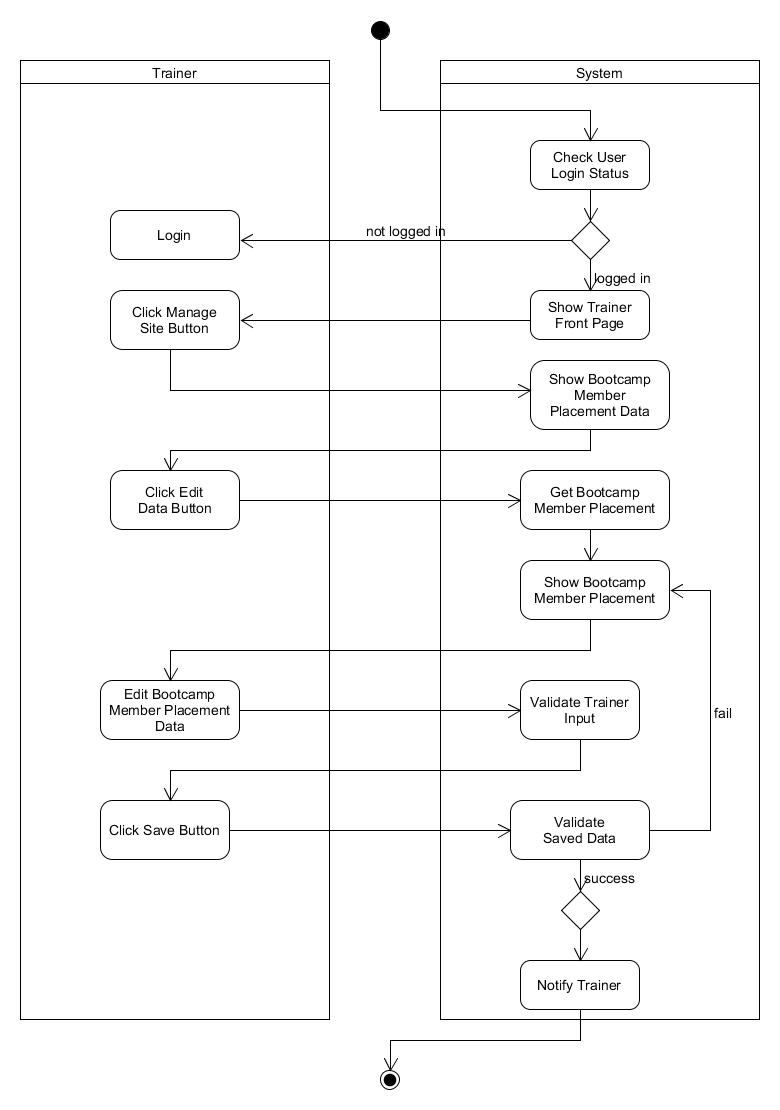 Trainer
System
Check User
Login Status
Login
not logged in
logged in
Click Manage
Site Button
Show Trainer
Front Page
Show Bootcamp
Member
Placement Data
Click Edit
Data Button
Get Bootcamp
Member Placement
Show Bootcamp
Member Placement
Edit Bootcamp
Member Placement
Data
Validate Trainer
Input
fail
Click Save Button
Validate
Saved Data
success
Notify Trainer